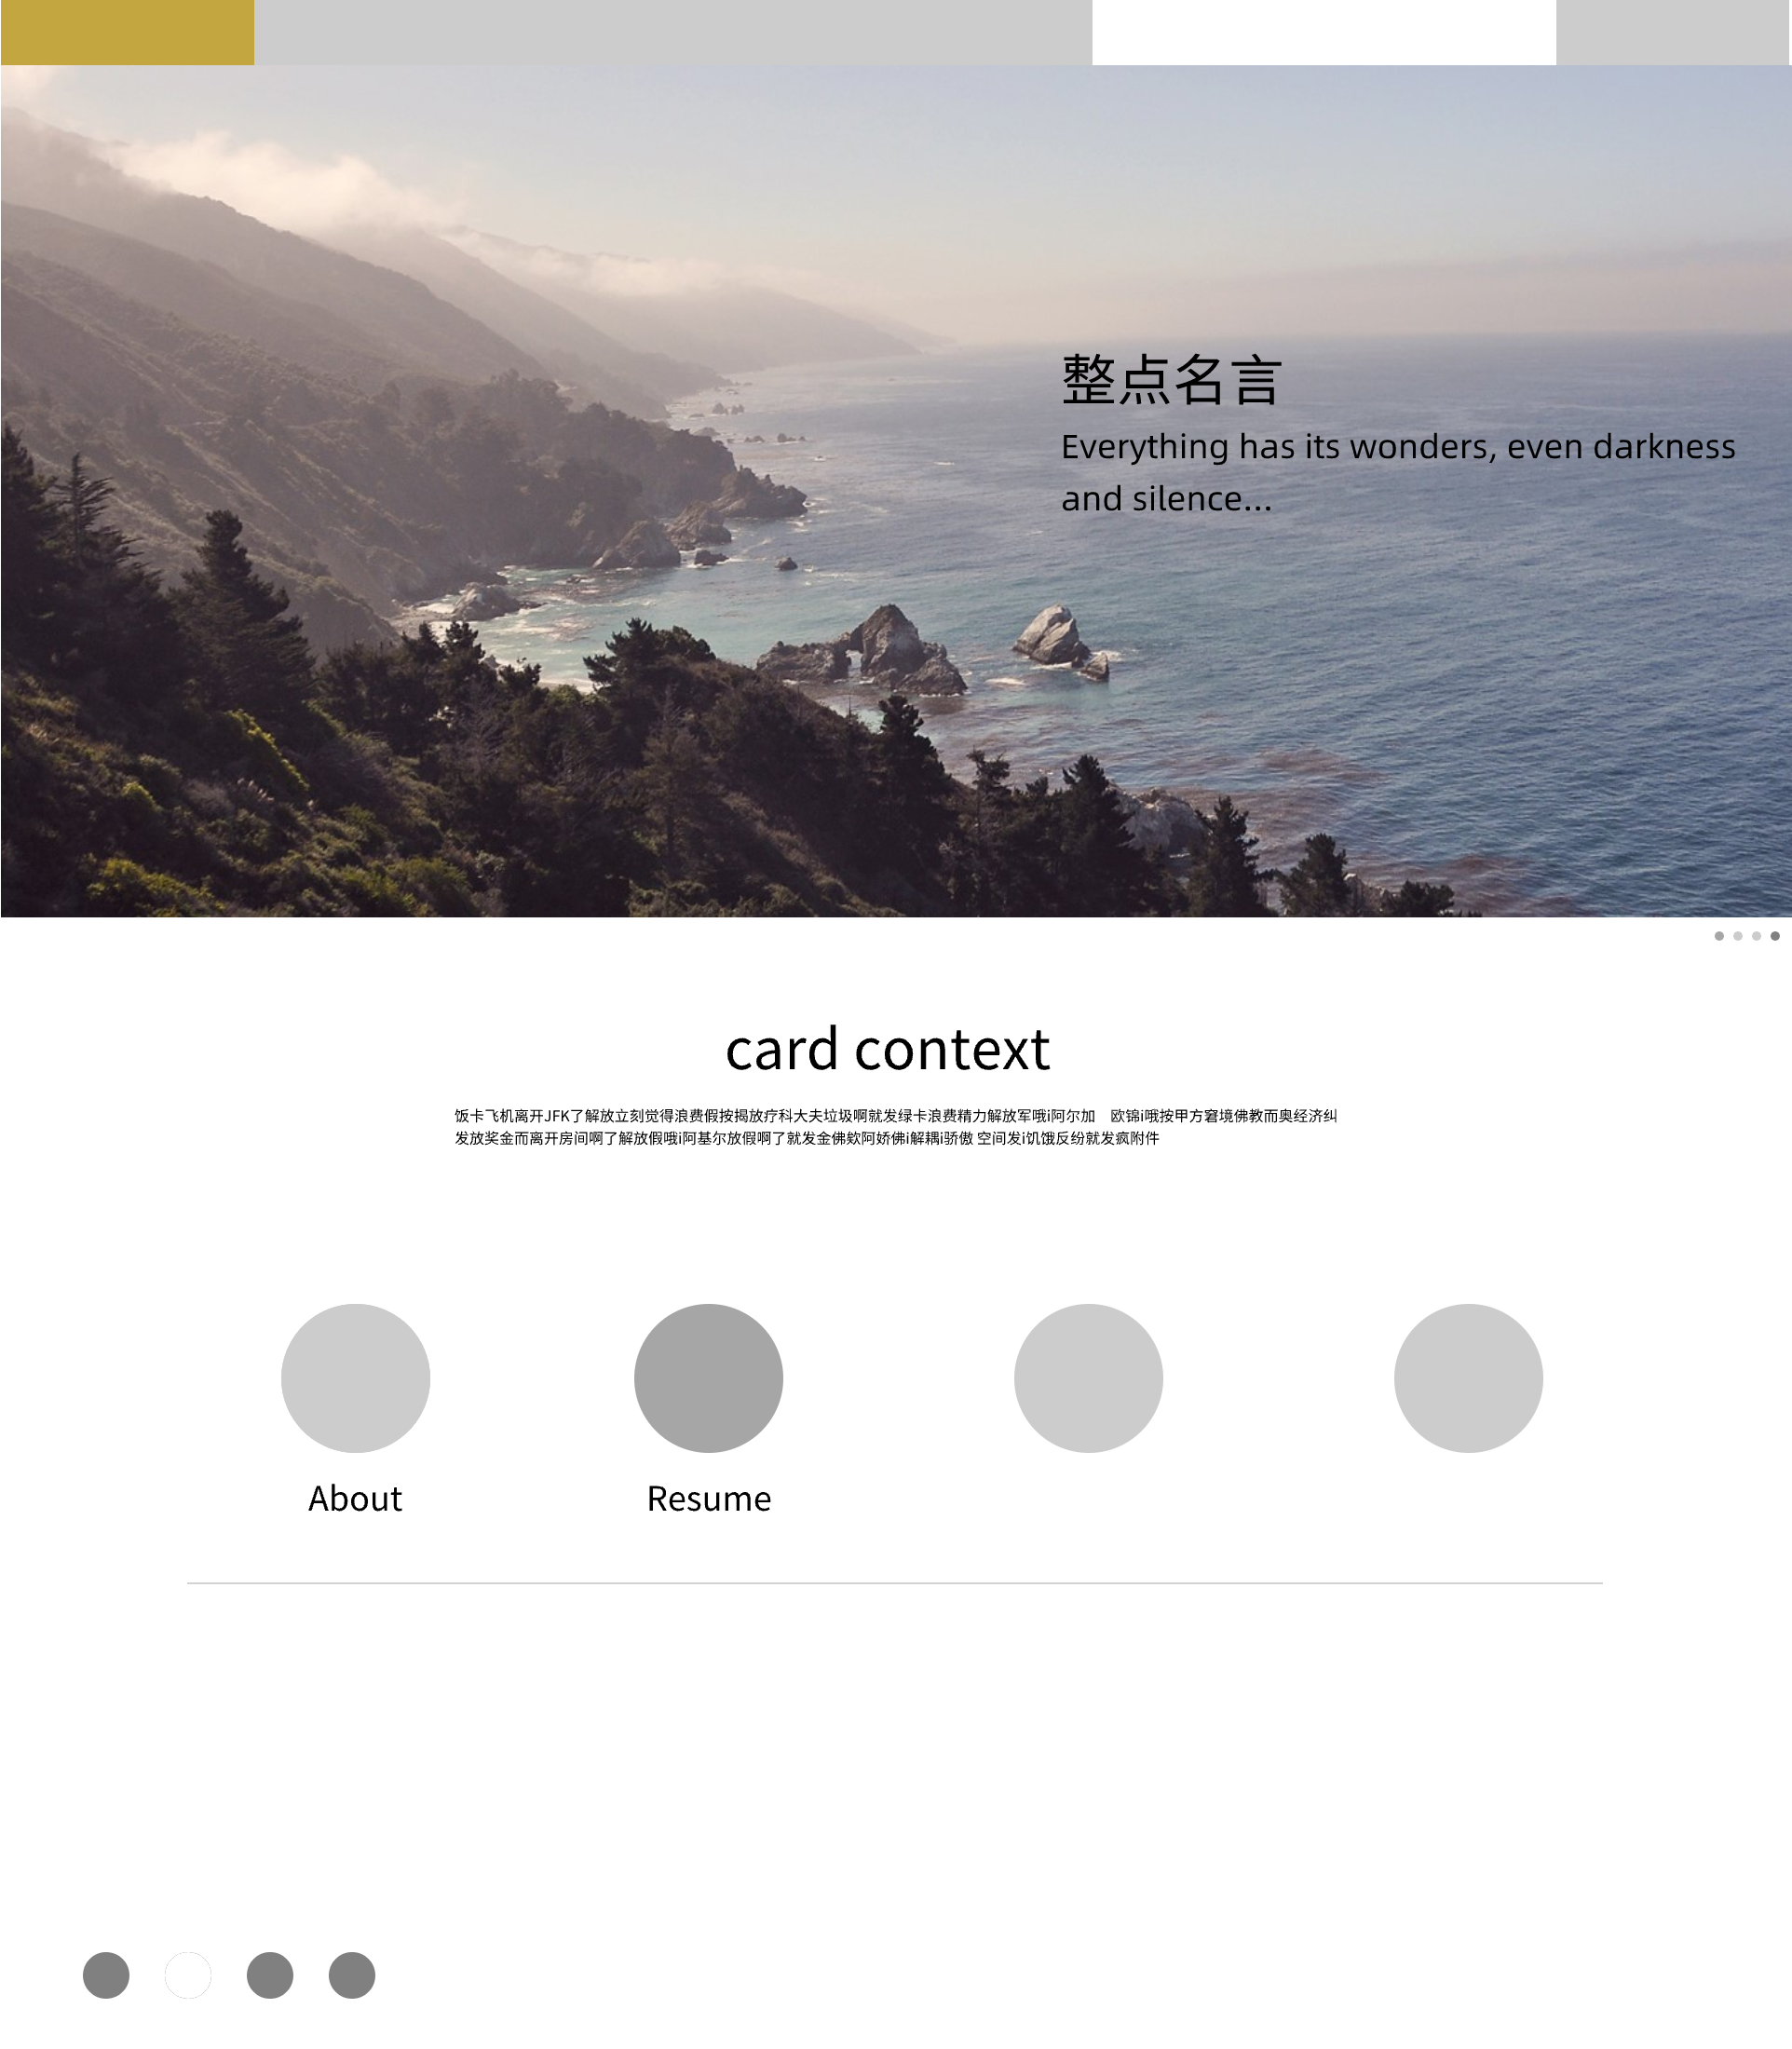 整点名言
Everything has its wonders, even darkness
and silence...
card context
饭卡飞机离开JFK了解放立刻觉得浪费假按揭放疗科大夫垃圾啊就发绿卡浪费精力解放军哦i阿尔加　欧锦i哦按甲方窘境佛教而奥经济纠
发放奖金而离开房间啊了解放假哦i阿基尔放假啊了就发金佛欸阿娇佛i解耦i骄傲 空间发i饥饿反纷就发疯附件
About
Resume